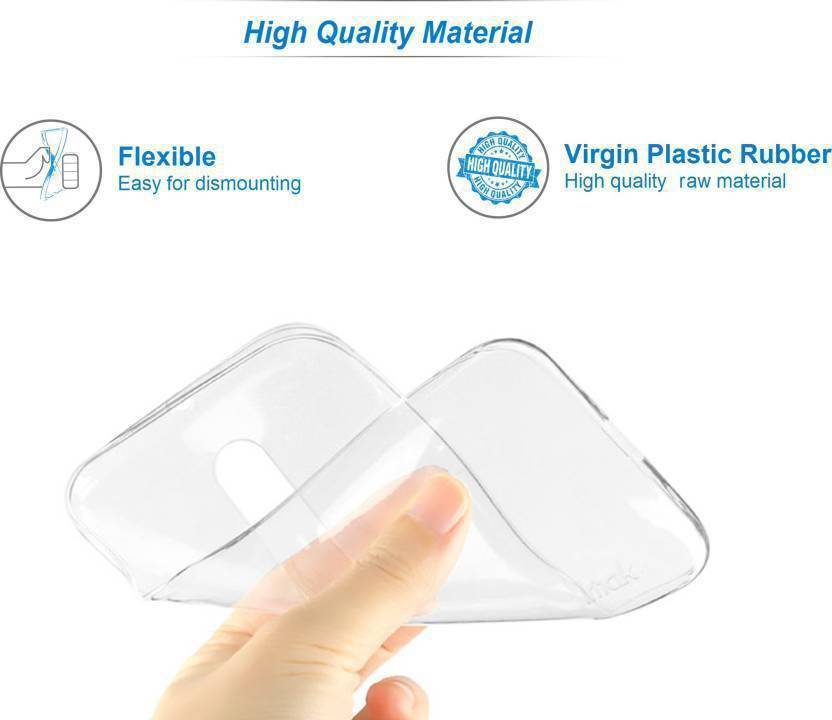 High Quality Material
Flexible
Easy for dismounting
HIGH QUALITY
HIGH QUALITY
HIGH QUALITY
Virgin Plastic Rubber
High quality raw material
imak